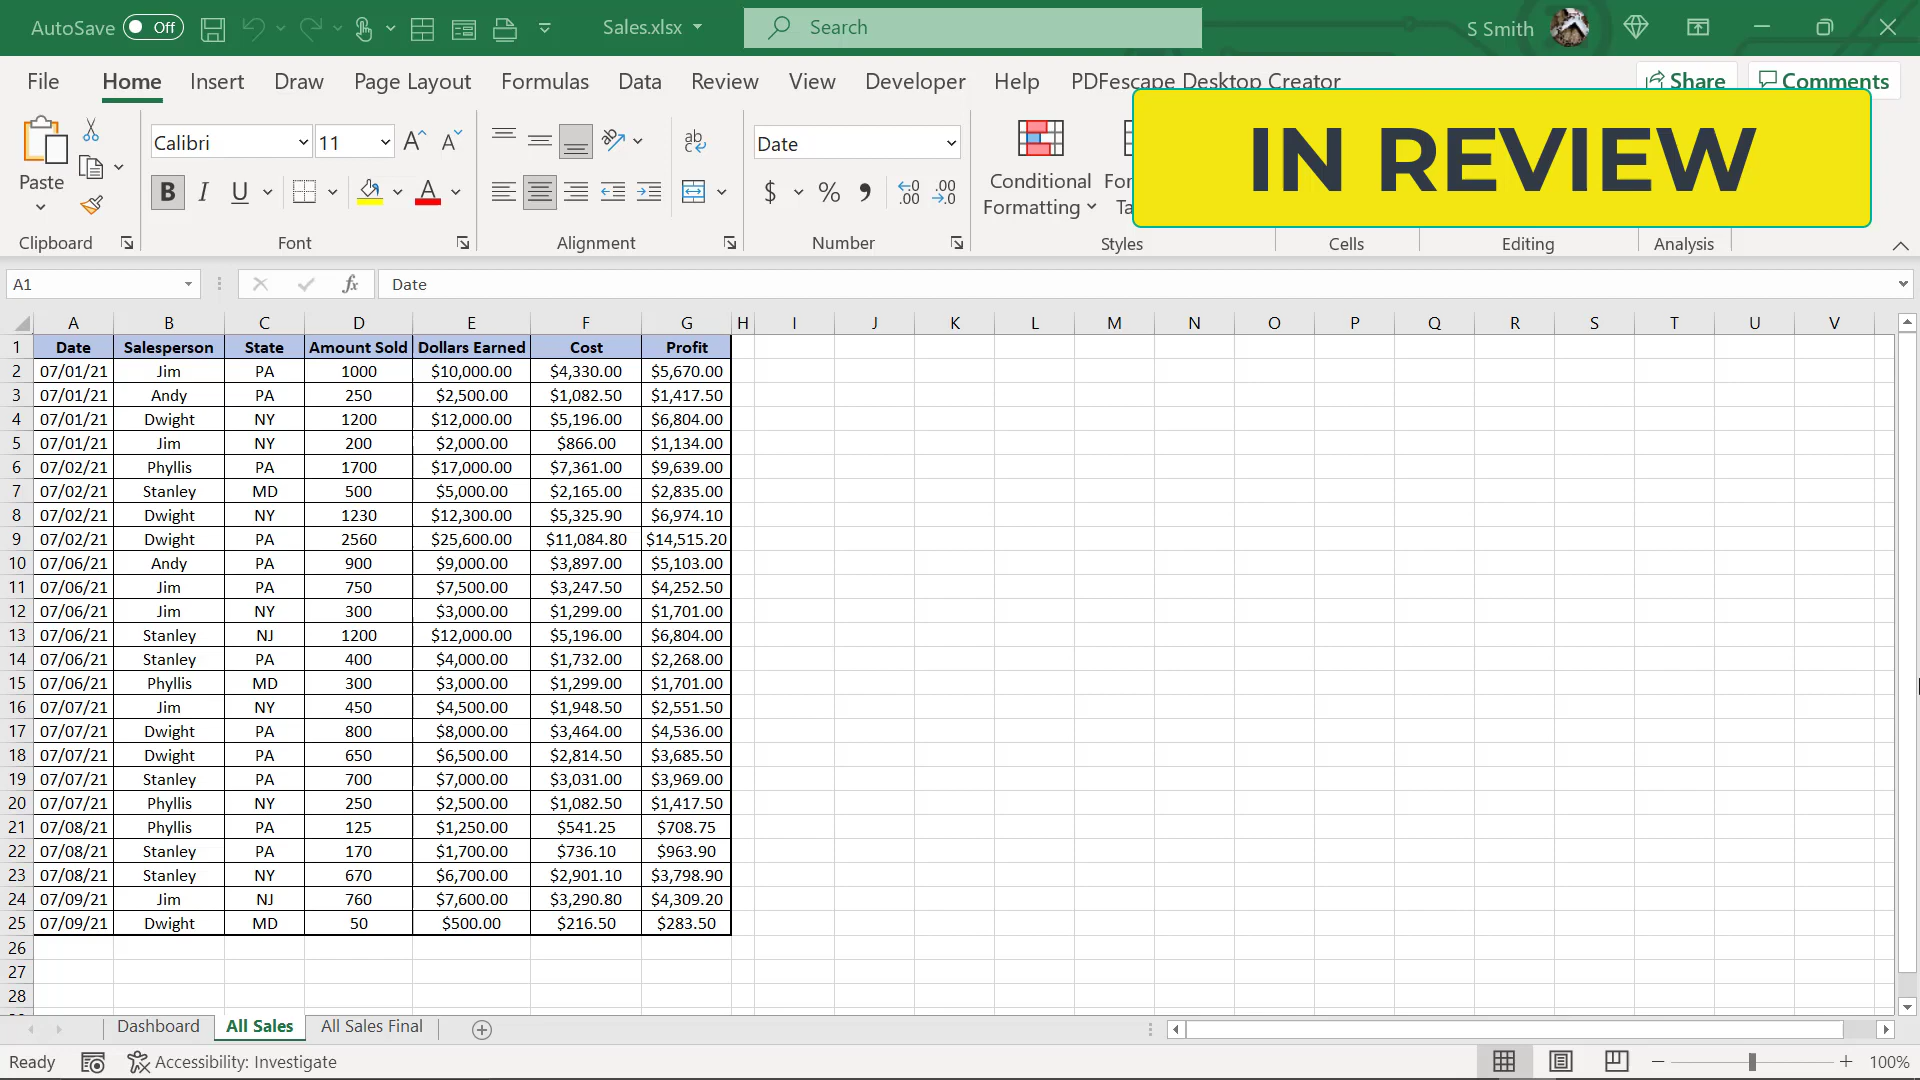 AutoSave Off Sales.xlsx Search S Smith
File Home Insert Draw Page Layout Formulas Data Review View Developer Help PDFescape Desktop Creator Share Comments
IN REVIEW
Calibri 11 Date
Paste Conditional Formatting
B I U $ %
Clipboard Font Alignment Number Styles Cells Editing Analysis
A1 fx Date
A B C D E F G H I J K L M N O P Q R S T U V
1 Date Salesperson State Amount Sold Dollars Earned Cost Profit
2 07/01/21 Jim PA 1000 $10,000.00 $4,330.00 $5,670.00
3 07/01/21 Andy PA 250 $2,500.00 $1,082.50 $1,417.50
4 07/01/21 Dwight NY 1200 $12,000.00 $5,196.00 $6,804.00
5 07/01/21 Jim NY 200 $2,000.00 $866.00 $1,134.00
6 07/02/21 Phyllis PA 1700 $17,000.00 $7,361.00 $9,639.00
7 07/02/21 Stanley MD 500 $5,000.00 $2,165.00 $2,835.00
8 07/02/21 Dwight NY 1230 $12,300.00 $5,325.90 $6,974.10
9 07/02/21 Dwight PA 2560 $25,600.00 $11,084.80 $14,515.20
10 07/06/21 Andy PA 900 $9,000.00 $3,897.00 $5,103.00
11 07/06/21 Jim PA 750 $7,500.00 $3,247.50 $4,252.50
12 07/06/21 Jim NY 300 $3,000.00 $1,299.00 $1,701.00
13 07/06/21 Stanley NJ 1200 $12,000.00 $5,196.00 $6,804.00
14 07/06/21 Stanley PA 400 $4,000.00 $1,732.00 $2,268.00
15 07/06/21 Phyllis MD 300 $3,000.00 $1,299.00 $1,701.00
16 07/07/21 Jim NY 450 $4,500.00 $1,948.50 $2,551.50
17 07/07/21 Dwight PA 800 $8,000.00 $3,464.00 $4,536.00
18 07/07/21 Dwight PA 650 $6,500.00 $2,814.50 $3,685.50
19 07/07/21 Stanley PA 700 $7,000.00 $3,031.00 $3,969.00
20 07/07/21 Phyllis NY 250 $2,500.00 $1,082.50 $1,417.50
21 07/08/21 Phyllis PA 125 $1,250.00 $541.25 $708.75
22 07/08/21 Stanley PA 170 $1,700.00 $736.10 $963.90
23 07/08/21 Stanley NY 670 $6,700.00 $2,901.10 $3,798.90
24 07/09/21 Jim NJ 760 $7,600.00 $3,290.80 $4,309.20
25 07/09/21 Dwight MD 50 $500.00 $216.50 $283.50
26
27
28
Dashboard All Sales All Sales Final
Ready Accessibility: Investigate 100%